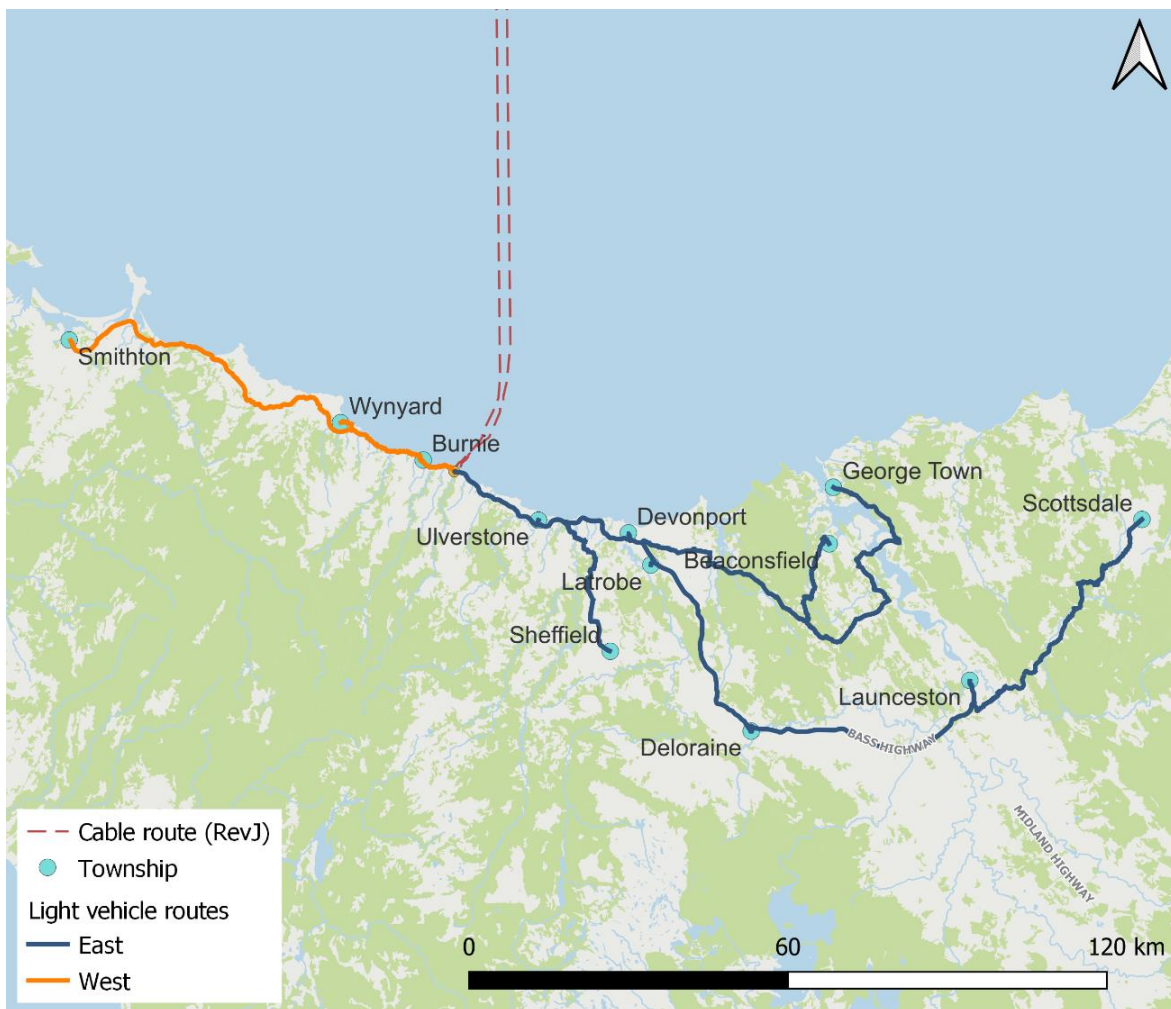 Smithton
Wynyard
Burnie
George Town
Scottsdale
Devonport
Ulverstone
Beaconsfield
Latrobe
Sheffield
Launceston
Deloraine
BASS HIGHWAY
MIDLAND HIGHWAY
Cable route (RevJ)
Township
Light vehicle routes
East
West
0 60 120 km